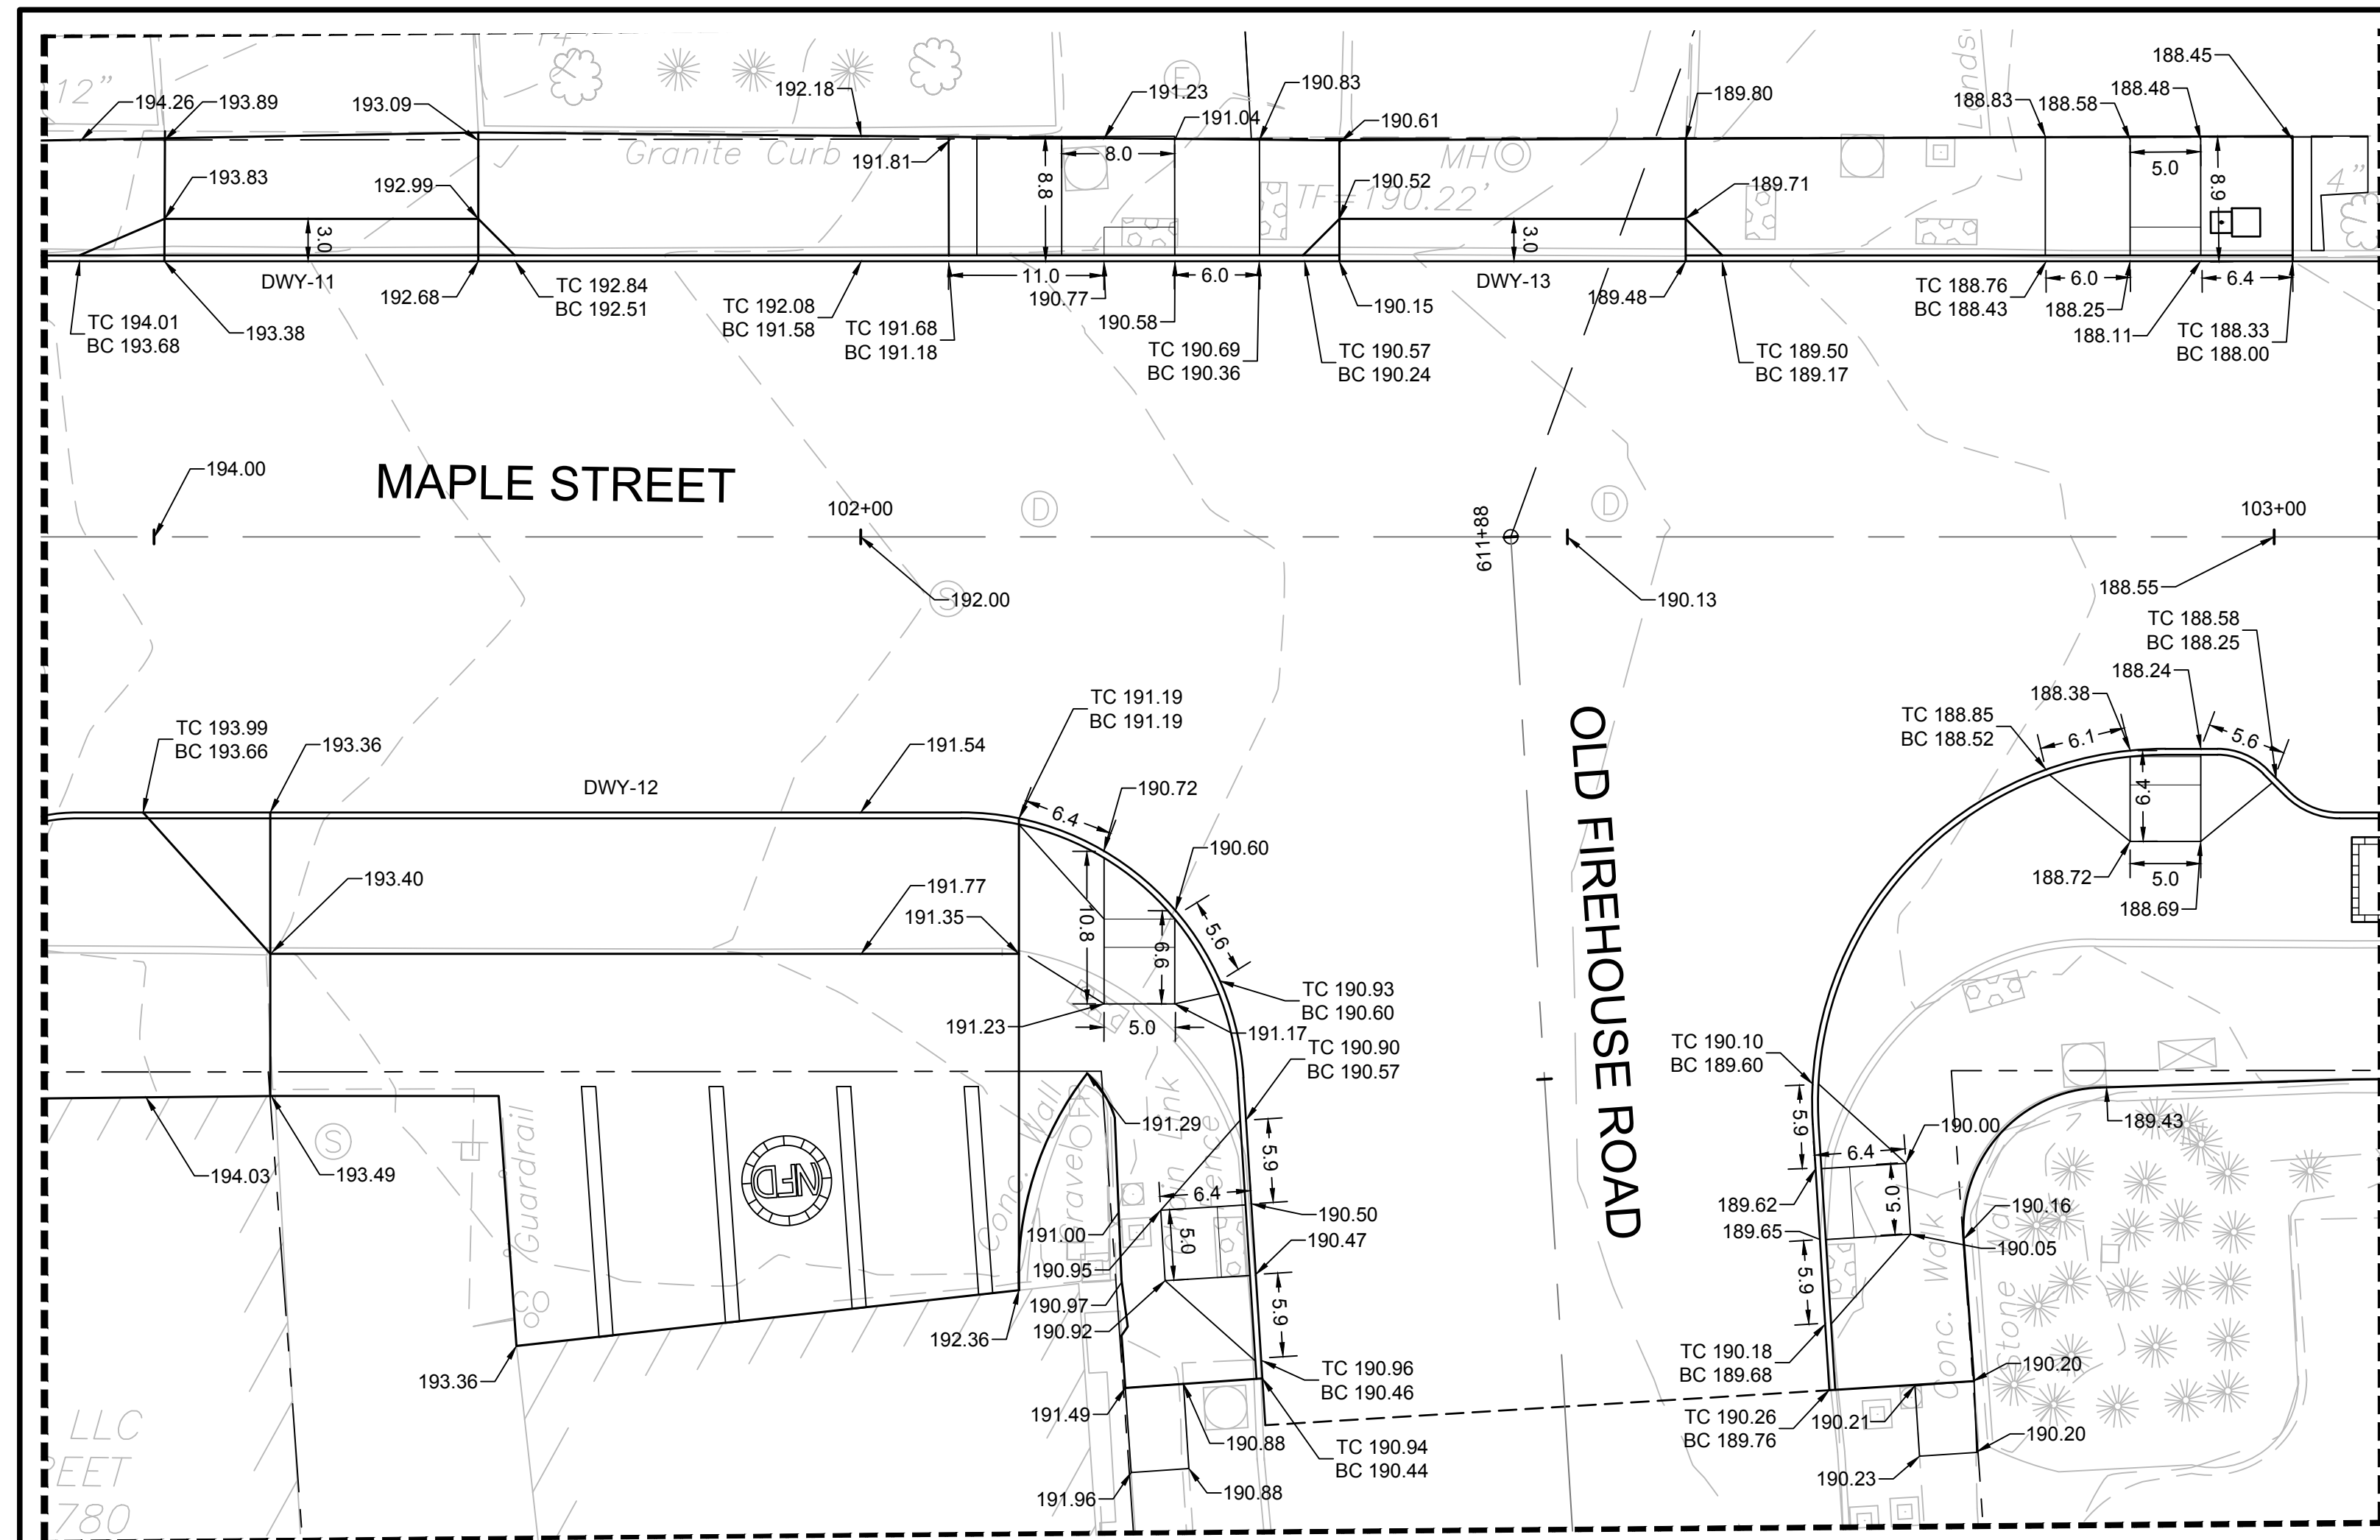 12"
194.26
193.89
193.09
192.18
191.23
190.83
191.04
190.61
189.80
188.83
188.58
188.48
188.45
191.81
Granite Curb
8.0
8.8
MH
TF=190.22'
5.0
8.9
4"
193.83
192.99
190.52
189.71
3.0
3.0
DWY-11
DWY-13
TC 194.01
BC 193.68
193.38
192.68
TC 192.84
BC 192.51
TC 192.08
BC 191.58
TC 191.68
BC 191.18
11.0
190.77
6.0
190.58
TC 190.69
BC 190.36
TC 190.57
BC 190.24
190.15
189.48
TC 189.50
BC 189.17
TC 188.76
BC 188.43
6.0
188.25
188.11
6.4
TC 188.33
BC 188.00
194.00
MAPLE STREET
102+00
D
611+88
D
103+00
192.00
S
190.13
188.55
TC 188.58
BC 188.25
188.24
188.38
TC 188.85
BC 188.52
6.1
5.6
6.4
5.0
188.72
188.69
TC 193.99
BC 193.66
193.36
DWY-12
191.54
TC 191.19
BC 191.19
6.4
190.72
190.60
193.40
191.77
191.35
10.8
6.6
5.6
OLD FIREHOUSE ROAD
191.23
5.0
191.17
TC 190.93
BC 190.60
TC 190.90
BC 190.57
TC 190.10
BC 189.60
5.9
6.4
190.00
189.43
5.0
189.62
189.65
190.16
190.05
5.9
TC 190.18
BC 189.68
190.20
TC 190.26
BC 189.76
190.21
190.20
190.23
Conc. Walk
Stone Wall
194.03
S
193.49
Guardrail
NFD
CO
Conc. Wall
Gravel
Chain Link
Fence
191.29
5.9
6.4
190.50
191.00
5.0
190.47
190.95
190.97
190.92
5.9
192.36
193.36
TC 190.96
BC 190.46
191.49
190.88
TC 190.94
BC 190.44
191.96
190.88
LLC
780